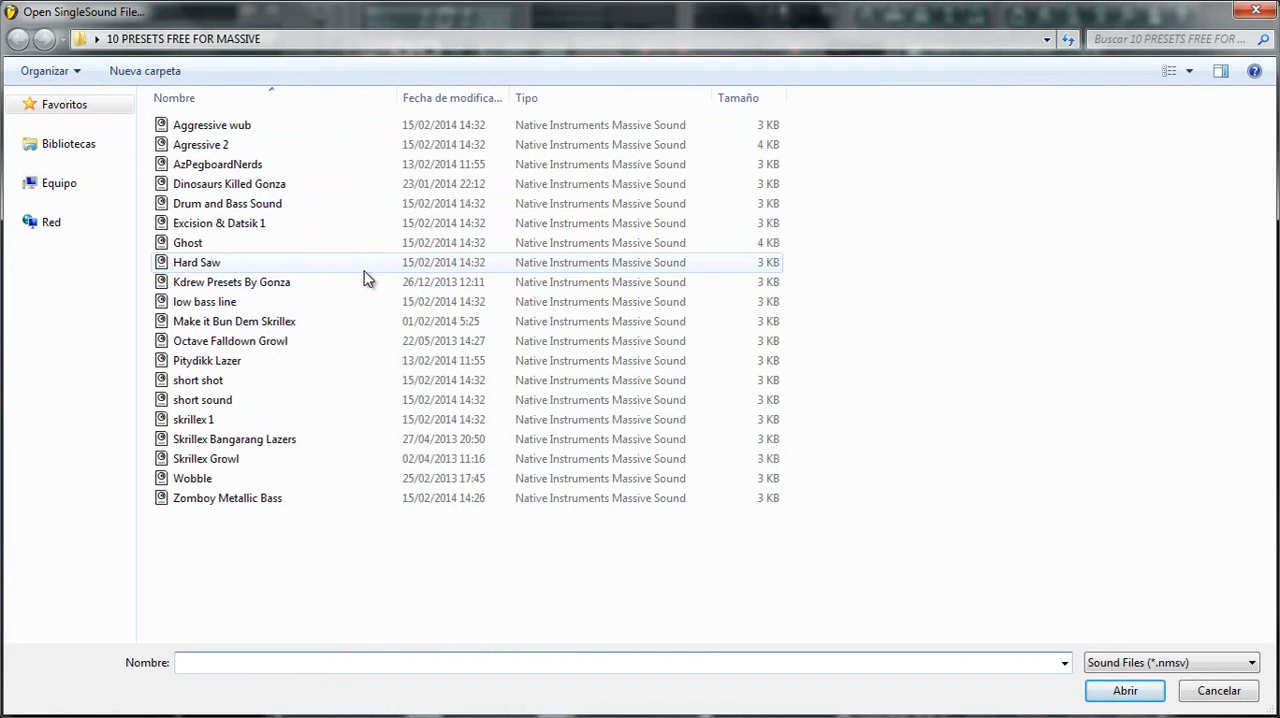 Open SingleSound File...
10 PRESETS FREE FOR MASSIVE
Buscar 10 PRESETS FREE FOR ...
Organizar
Nueva carpeta
Favoritos
Bibliotecas
Equipo
Red
Nombre Fecha de modifica... Tipo Tamaño
Aggressive wub 15/02/2014 14:32 Native Instruments Massive Sound 3 KB
Agressive 2 15/02/2014 14:32 Native Instruments Massive Sound 4 KB
AzPegboardNerds 13/02/2014 11:55 Native Instruments Massive Sound 3 KB
Dinosaurs Killed Gonza 23/01/2014 22:12 Native Instruments Massive Sound 3 KB
Drum and Bass Sound 15/02/2014 14:32 Native Instruments Massive Sound 3 KB
Excision & Datsik 1 15/02/2014 14:32 Native Instruments Massive Sound 3 KB
Ghost 15/02/2014 14:32 Native Instruments Massive Sound 4 KB
Hard Saw 15/02/2014 14:32 Native Instruments Massive Sound 3 KB
Kdrew Presets By Gonza 26/12/2013 12:11 Native Instruments Massive Sound 3 KB
low bass line 15/02/2014 14:32 Native Instruments Massive Sound 3 KB
Make it Bun Dem Skrillex 01/02/2014 5:25 Native Instruments Massive Sound 3 KB
Octave Falldown Growl 22/05/2013 14:27 Native Instruments Massive Sound 3 KB
Pitydikk Lazer 13/02/2014 11:55 Native Instruments Massive Sound 3 KB
short shot 15/02/2014 14:32 Native Instruments Massive Sound 3 KB
short sound 15/02/2014 14:32 Native Instruments Massive Sound 3 KB
skrillex 1 15/02/2014 14:32 Native Instruments Massive Sound 3 KB
Skrillex Bangarang Lazers 27/04/2013 20:50 Native Instruments Massive Sound 3 KB
Skrillex Growl 02/04/2013 11:16 Native Instruments Massive Sound 3 KB
Wobble 25/02/2013 17:45 Native Instruments Massive Sound 3 KB
Zomboy Metallic Bass 15/02/2014 14:26 Native Instruments Massive Sound 3 KB
Nombre:
Sound Files (*.nmsv)
Abrir
Cancelar